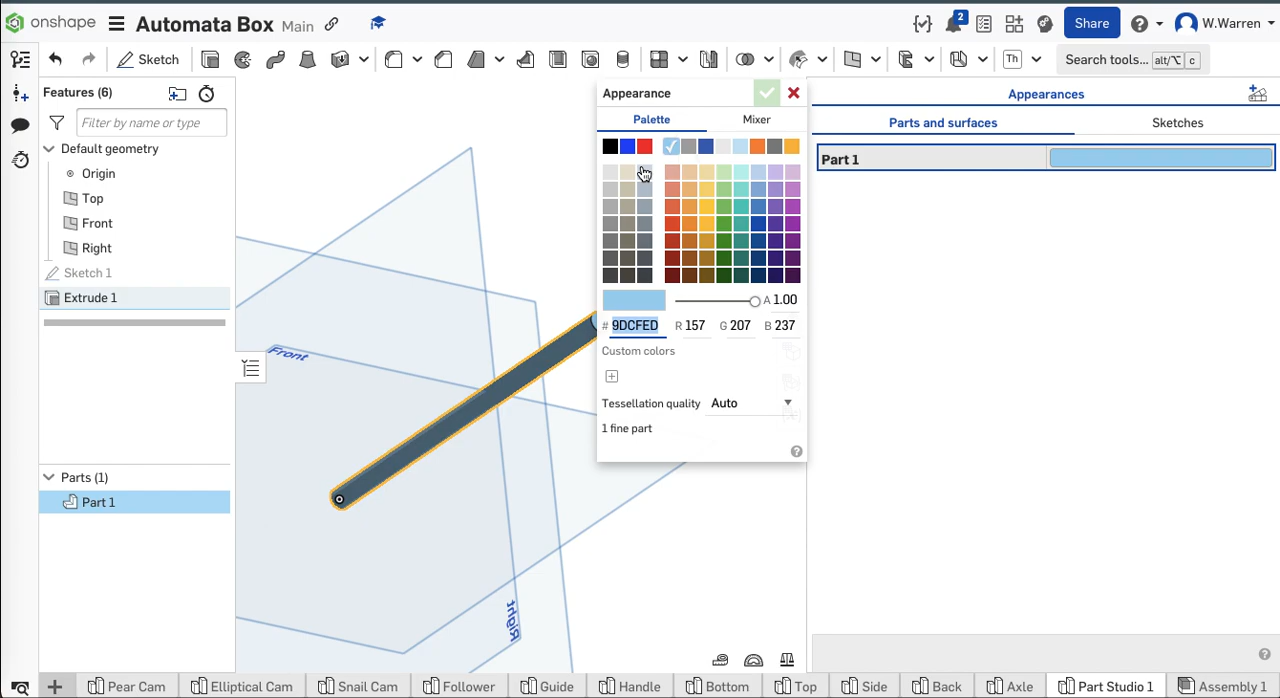 onshape Automata Box Main 2 Share W.Warren
Sketch Th Search tools... alt/⌥ c
Features (6)
Filter by name or type
Default geometry
Origin
Top
Front
Right
Sketch 1
Extrude 1
Parts (1)
Part 1
Front
Right
Appearance
Palette Mixer
A 1.00
# 9DCFED R 157 G 207 B 237
Custom colors
Tessellation quality Auto
1 fine part
Appearances
Parts and surfaces Sketches
Part 1
Pear Cam Elliptical Cam Snail Cam Follower Guide Handle Bottom Top Side Back Axle Part Studio 1 Assembly 1